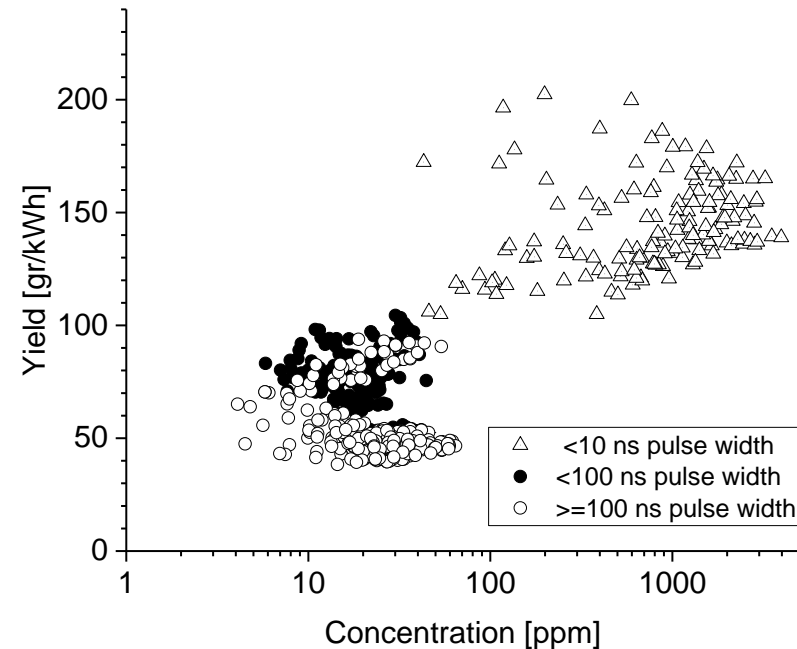 200
150
100
50
0
Yield [gr/kWh]
1
10
100
1000
Concentration [ppm]
<10 ns pulse width
<100 ns pulse width
>=100 ns pulse width